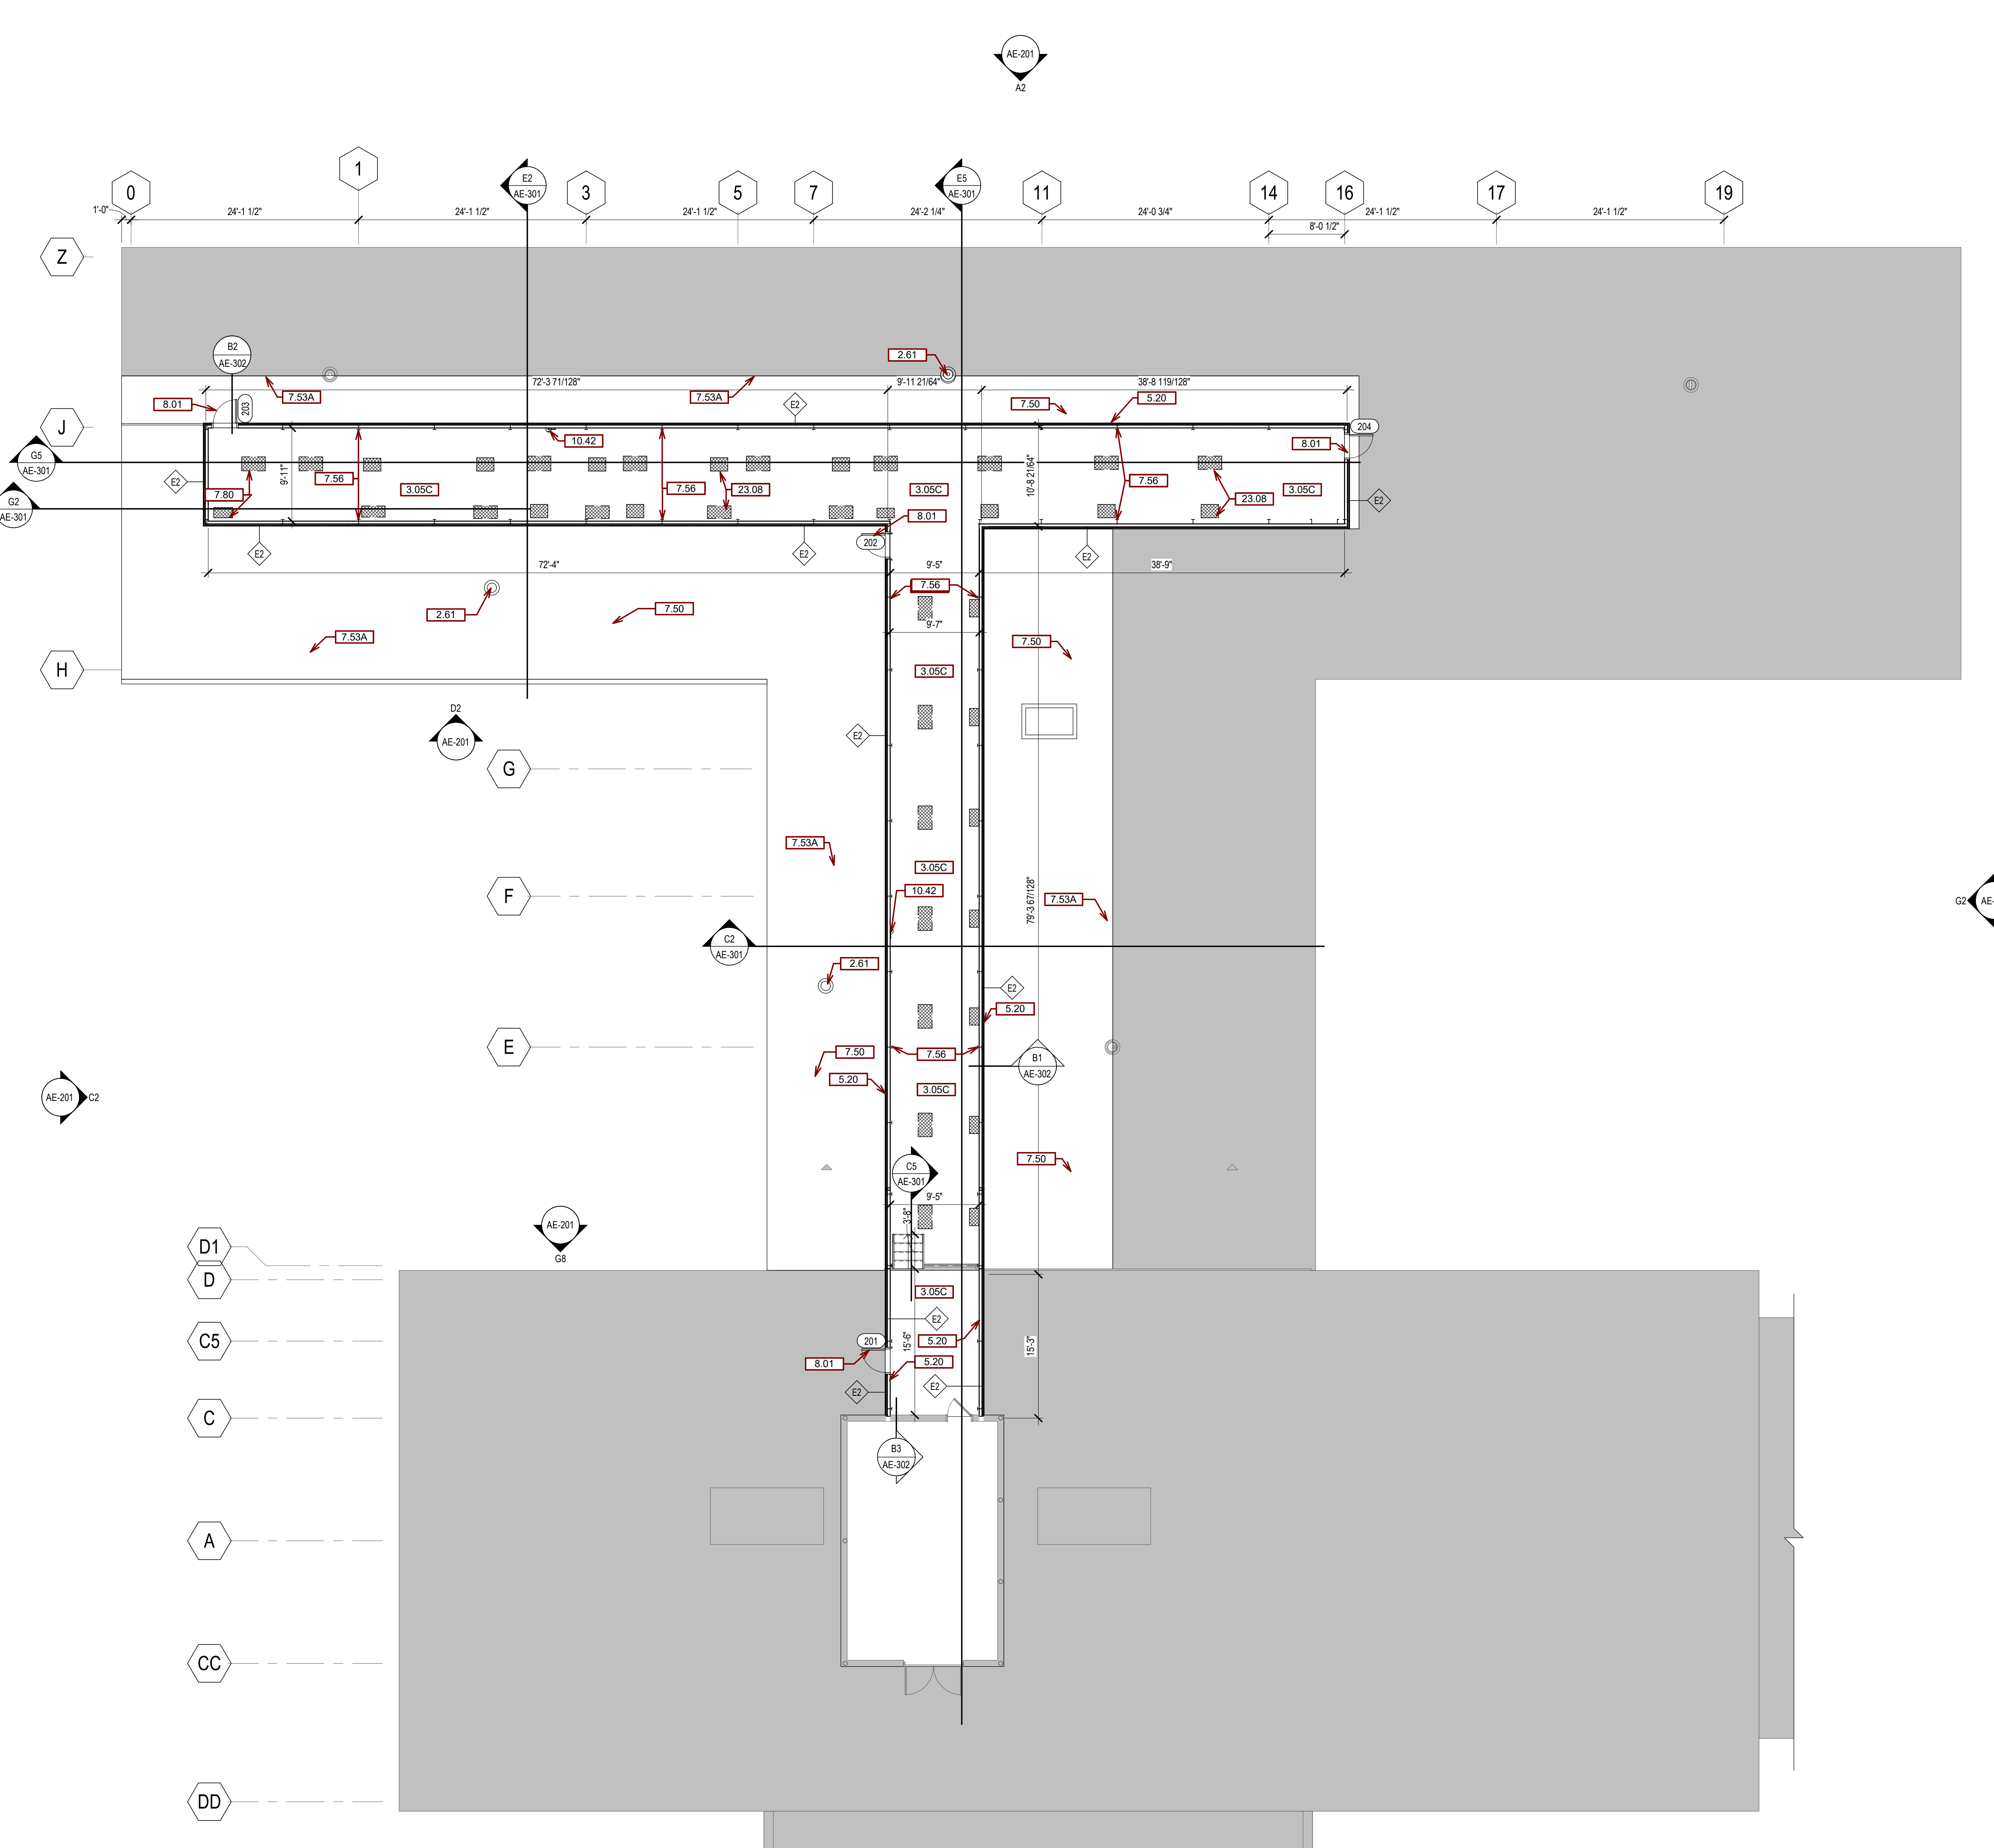 AE-201
A2
0
1
E2
AE-301
3
5
7
E5
AE-301
11
14
16
17
19
1'-0"
24'-1 1/2"
24'-1 1/2"
24'-1 1/2"
24'-2 1/4"
24'-0 3/4"
24'-1 1/2"
24'-1 1/2"
8'-0 1/2"
Z
B2
AE-302
2.61
72'-3 71/128"
9'-11 21/64"
38'-8 119/128"
8.01
203
7.53A
7.53A
E2
7.50
5.20
J
204
10.42
8.01
G5
AE-301
E2
9'-11"
7.56
7.80
3.05C
7.56
23.08
3.05C
10'-8 21/64"
7.56
23.08
3.05C
E2
G2
AE-301
8.01
202
E2
E2
E2
72'-4"
9'-5"
38'-9"
7.56
2.61
7.50
9'-7"
7.53A
7.50
H
3.05C
D2
AE-201
E2
G
7.53A
3.05C
F
10.42
79'-3 67/128"
7.53A
G2
AE-
C2
AE-301
2.61
E2
5.20
E
7.50
7.56
B1
AE-302
5.20
3.05C
AE-201
C2
7.50
C5
AE-301
9'-5"
3'-8"
AE-201
G8
D1
D
3.05C
E2
C5
201
5.20
15'-6"
15'-3"
8.01
5.20
E2
E2
C
B3
AE-302
A
CC
DD